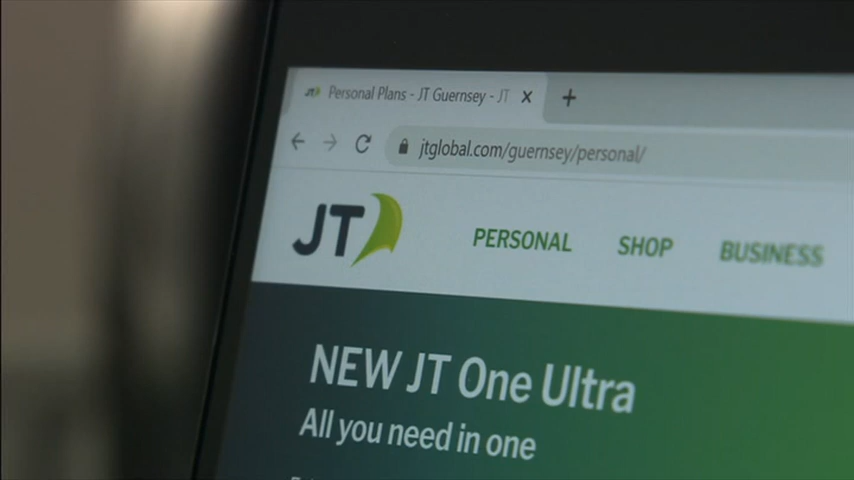 Personal Plans - JT Guernsey - JT
jtglobal.com/guernsey/personal/
JT
PERSONAL SHOP BUSINESS
NEW JT One Ultra
All you need in one